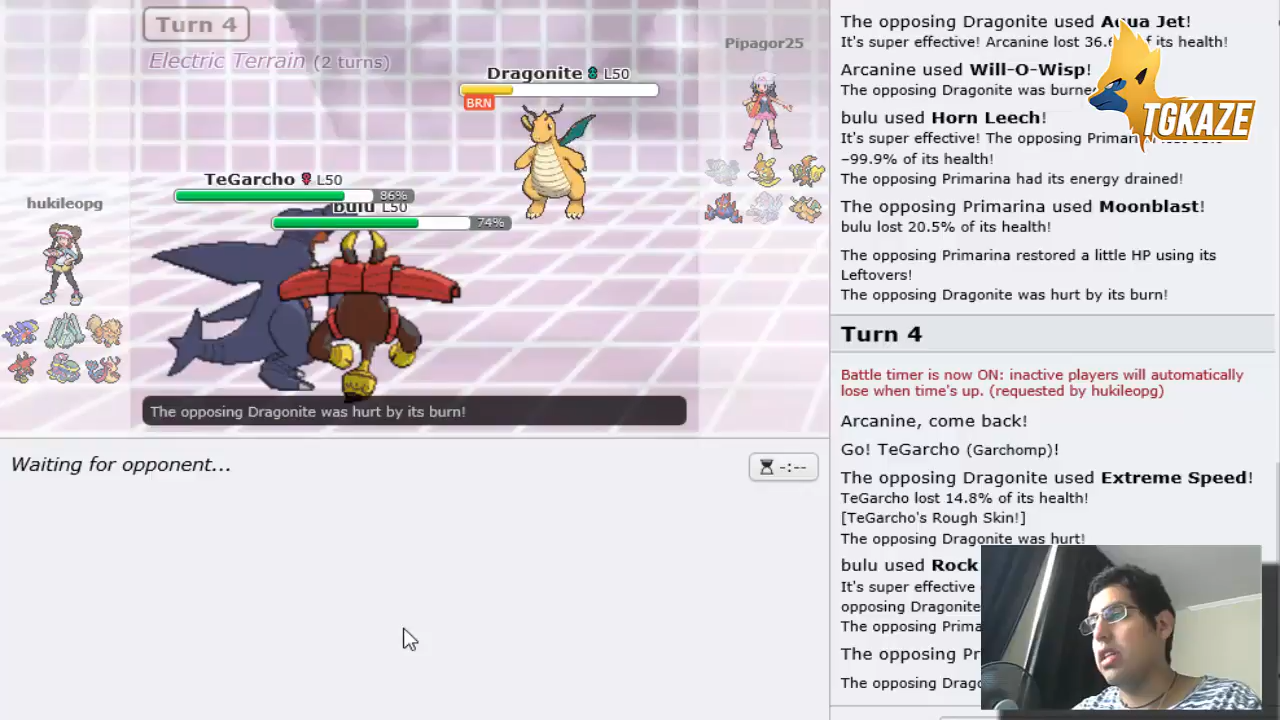 Turn 4
Electric Terrain (2 turns)
Dragonite L50
BRN
Pipagor25
hukileopg
TeGarcho L50
86%
bulu L50
74%
The opposing Dragonite was hurt by its burn!
Waiting for opponent...
-:--
The opposing Dragonite used Aqua Jet!
It's super effective! Arcanine lost of its health!
Arcanine used Will-O-Wisp!
The opposing Dragonite was
bulu used Horn Leech!
It's super effective! The opposing
–99.9% of its health!
The opposing Primarina had its energy drained!
The opposing Primarina used Moonblast!
bulu lost 20.5% of its health!
The opposing Primarina restored a little HP using its
Leftovers!
The opposing Dragonite was hurt by its burn!
Turn 4
Battle timer is now ON: inactive players will automatically
lose when time's up. (requested by hukileopg)
Arcanine, come back!
Go! TeGarcho (Garchomp)!
The opposing Dragonite used Extreme Speed!
TeGarcho lost 14.8% of its health!
[TeGarcho's Rough Skin!]
The opposing Dragonite was hurt!
bulu used Rock
It's super effective
opposing Dragonite
The opposing
The opposing
The opposing
TGKAZE